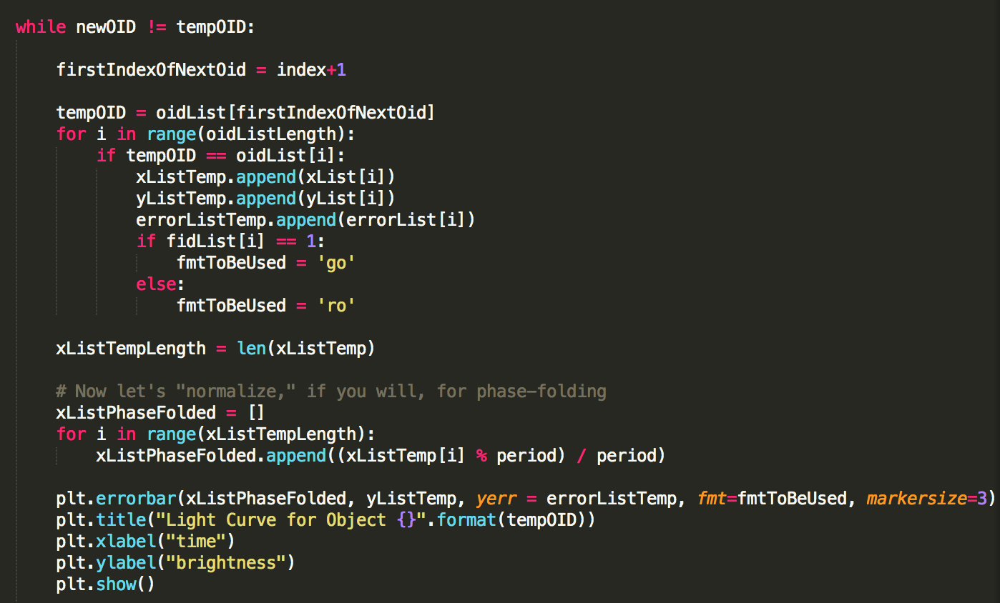 while newOID != tempOID:
firstIndexOfNextOid = index+1
tempOID = oidList[firstIndexOfNextOid]
for i in range(oidListLength):
if tempOID == oidList[i]:
xListTemp.append(xList[i])
yListTemp.append(yList[i])
errorListTemp.append(errorList[i])
if fidList[i] == 1:
fmtToBeUsed = 'go'
else:
fmtToBeUsed = 'ro'
xListTempLength = len(xListTemp)
# Now let's "normalize," if you will, for phase-folding
xListPhaseFolded = []
for i in range(xListTempLength):
xListPhaseFolded.append((xListTemp[i] % period) / period)
plt.errorbar(xListPhaseFolded, yListTemp, yerr = errorListTemp, fmt=fmtToBeUsed, markersize=3)
plt.title("Light Curve for Object {}".format(tempOID))
plt.xlabel("time")
plt.ylabel("brightness")
plt.show()